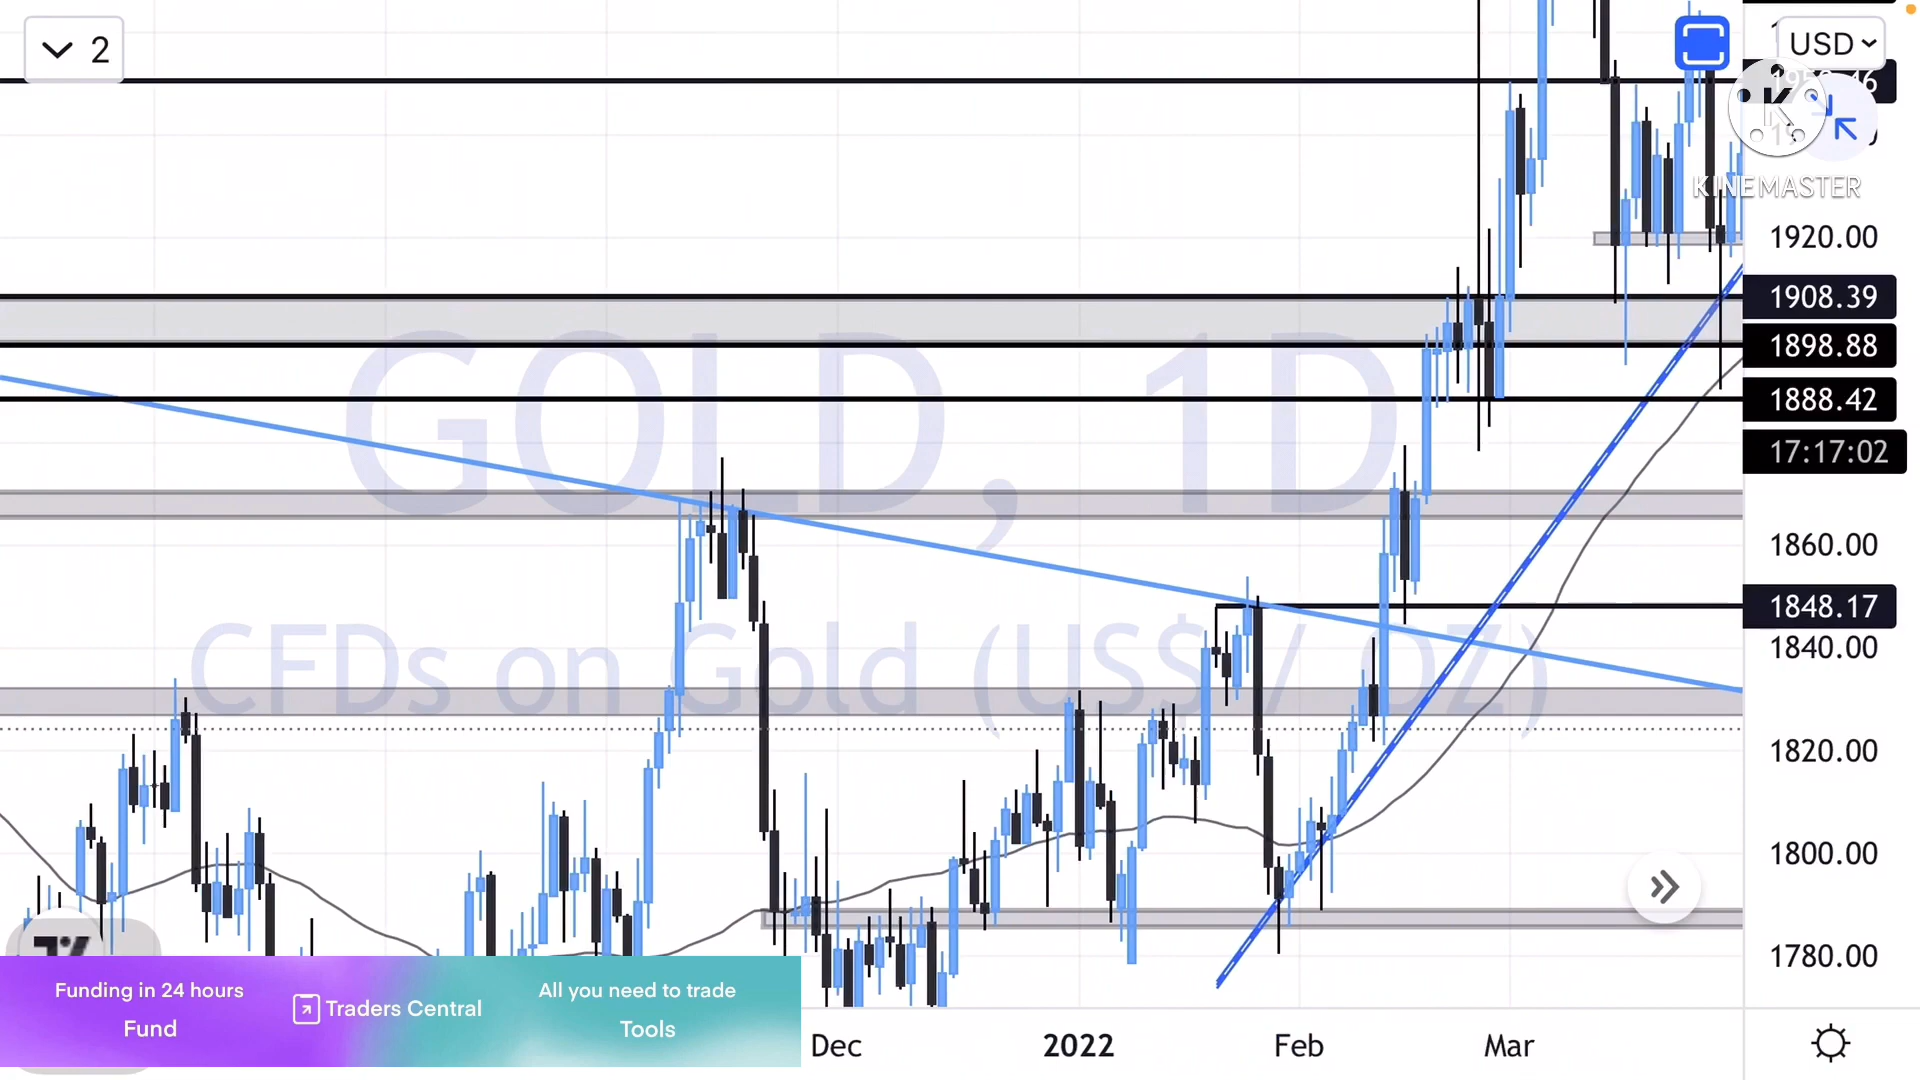 2
USD
KINEMASTER
1920.00
1908.39
1898.88
1888.42
17:17:02
GOLD, 1D
1860.00
1848.17
1840.00
CFDs on Gold (US$ / OZ)
1820.00
1800.00
1780.00
Funding in 24 hours
Fund
Traders Central
All you need to trade
Tools
Dec
2022
Feb
Mar